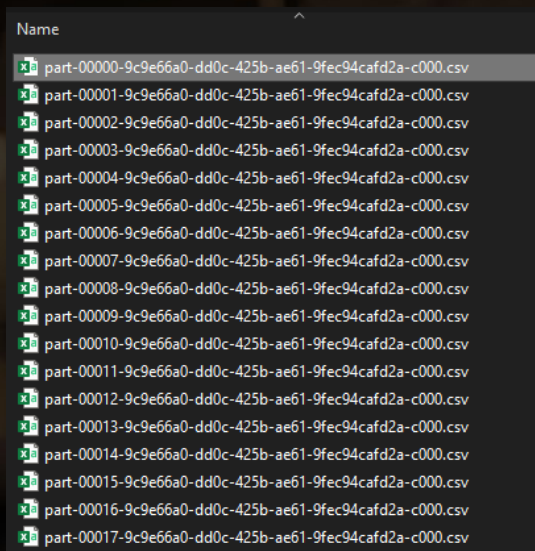 Name
part-00000-9c9e66a0-dd0c-425b-ae61-9fec94cafd2a-c000.csv
part-00001-9c9e66a0-dd0c-425b-ae61-9fec94cafd2a-c000.csv
part-00002-9c9e66a0-dd0c-425b-ae61-9fec94cafd2a-c000.csv
part-00003-9c9e66a0-dd0c-425b-ae61-9fec94cafd2a-c000.csv
part-00004-9c9e66a0-dd0c-425b-ae61-9fec94cafd2a-c000.csv
part-00005-9c9e66a0-dd0c-425b-ae61-9fec94cafd2a-c000.csv
part-00006-9c9e66a0-dd0c-425b-ae61-9fec94cafd2a-c000.csv
part-00007-9c9e66a0-dd0c-425b-ae61-9fec94cafd2a-c000.csv
part-00008-9c9e66a0-dd0c-425b-ae61-9fec94cafd2a-c000.csv
part-00009-9c9e66a0-dd0c-425b-ae61-9fec94cafd2a-c000.csv
part-00010-9c9e66a0-dd0c-425b-ae61-9fec94cafd2a-c000.csv
part-00011-9c9e66a0-dd0c-425b-ae61-9fec94cafd2a-c000.csv
part-00012-9c9e66a0-dd0c-425b-ae61-9fec94cafd2a-c000.csv
part-00013-9c9e66a0-dd0c-425b-ae61-9fec94cafd2a-c000.csv
part-00014-9c9e66a0-dd0c-425b-ae61-9fec94cafd2a-c000.csv
part-00015-9c9e66a0-dd0c-425b-ae61-9fec94cafd2a-c000.csv
part-00016-9c9e66a0-dd0c-425b-ae61-9fec94cafd2a-c000.csv
part-00017-9c9e66a0-dd0c-425b-ae61-9fec94cafd2a-c000.csv